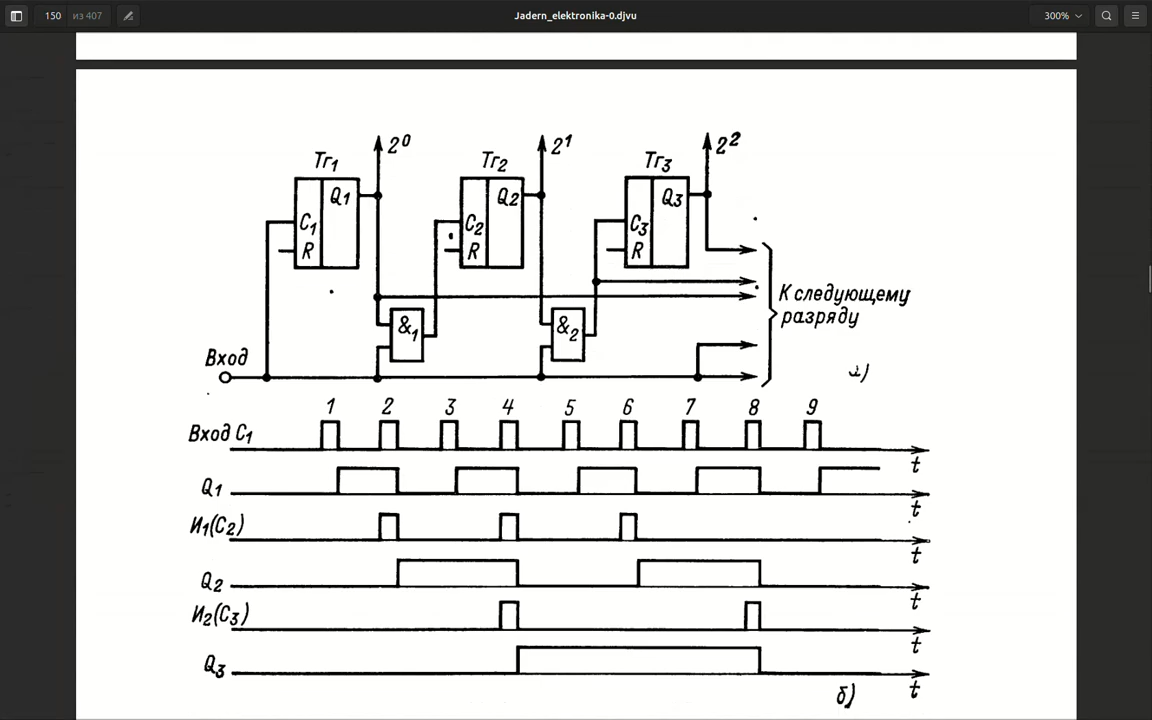 150 из 407
Jadern_elektronika-0.djvu
300%
2⁰ 2¹ 2²
Тг₁ Тг₂ Тг₃
Q₁ Q₂ Q₃
C₁ C₂ C₃
R R R
К следующему
разряду
&₁ &₂
Вход
а)
1 2 3 4 5 6 7 8 9
Вход C₁
t
Q₁
t
И₁(C₂)
t
Q₂
t
И₂(C₃)
t
Q₃
t
б)